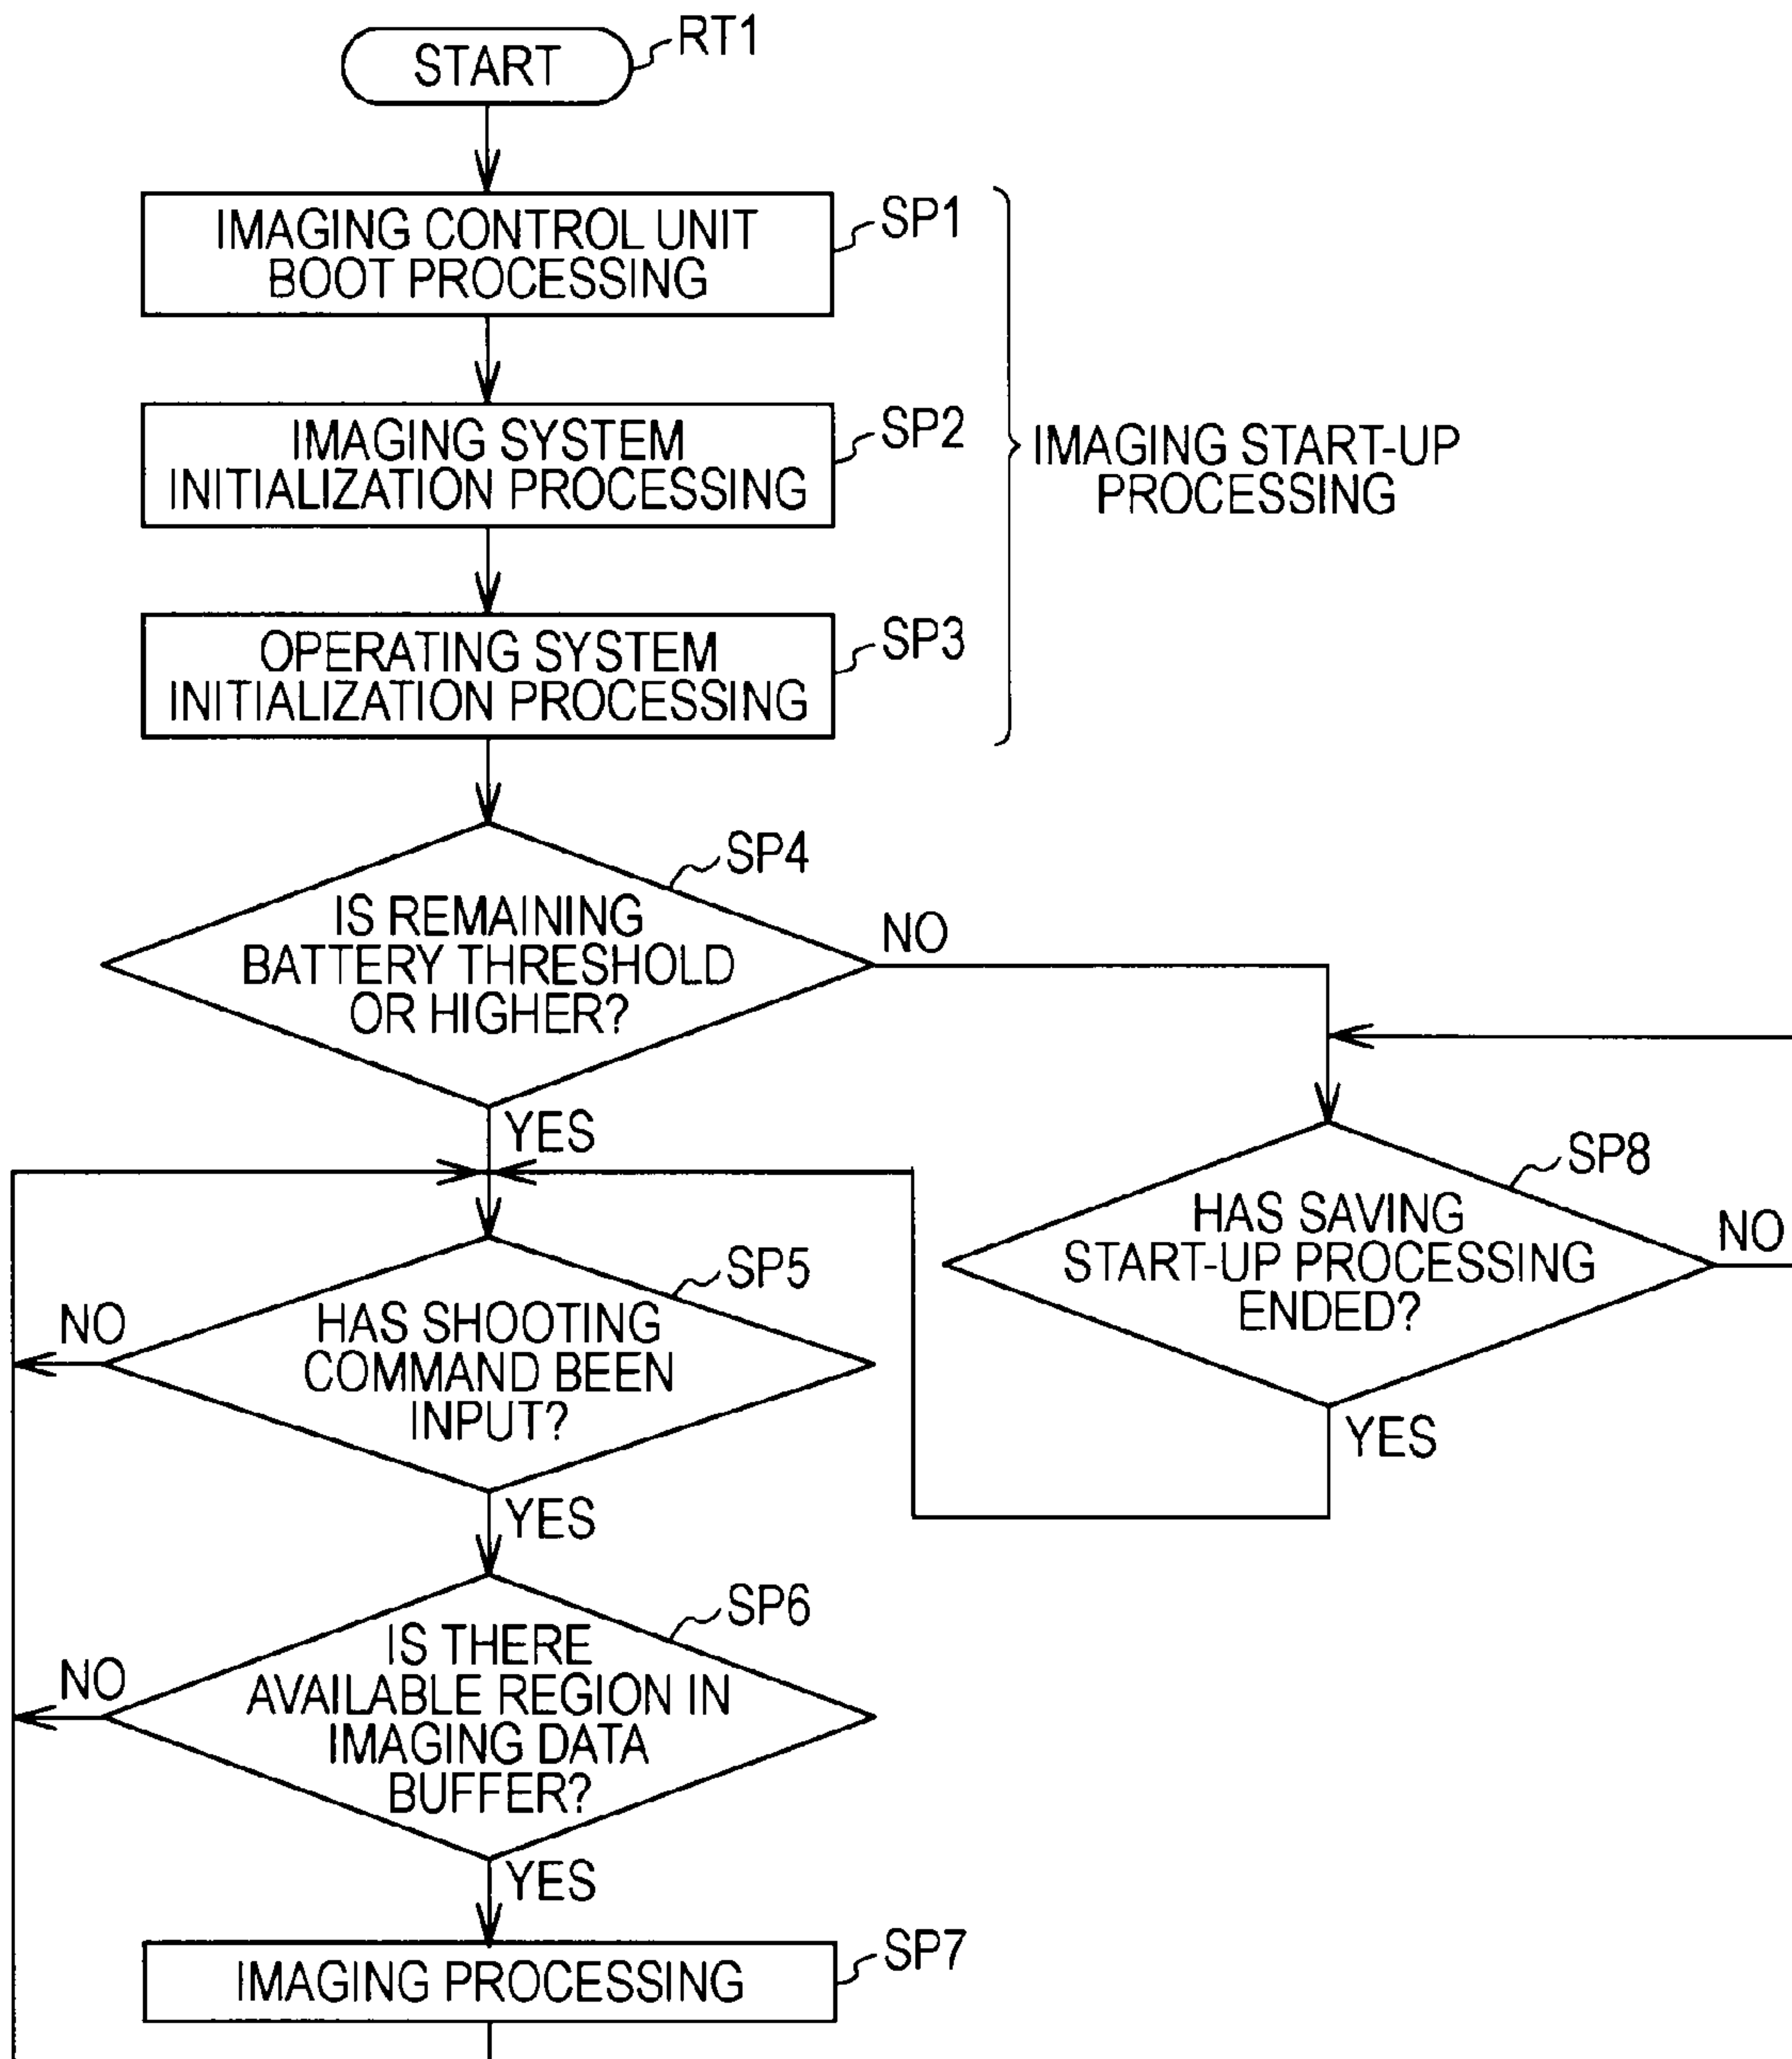 START
RT1
IMAGING CONTROL UNIT
BOOT PROCESSING
SP1
IMAGING SYSTEM
INITIALIZATION PROCESSING
SP2
IMAGING START-UP
PROCESSING
OPERATING SYSTEM
INITIALIZATION PROCESSING
SP3
SP4
IS REMAINING
BATTERY THRESHOLD
OR HIGHER?
NO
YES
SP8
HAS SAVING
START-UP PROCESSING
ENDED?
NO
YES
SP5
HAS SHOOTING
COMMAND BEEN
INPUT?
NO
YES
SP6
IS THERE
AVAILABLE REGION IN
IMAGING DATA
BUFFER?
NO
YES
IMAGING PROCESSING
SP7